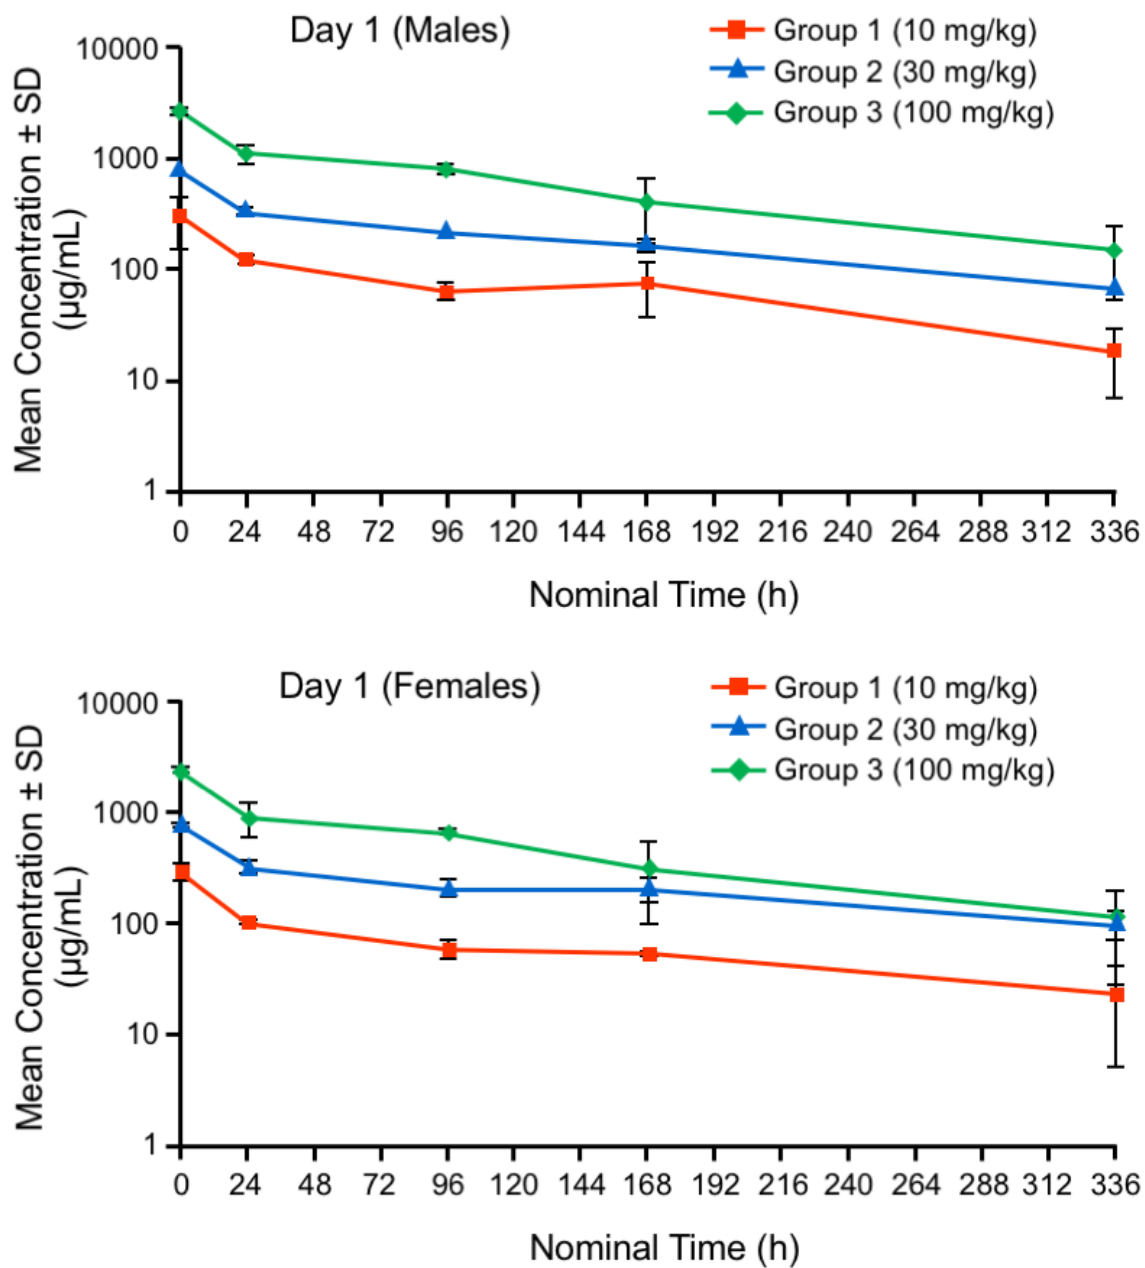 Day 1 (Males)
Group 1 (10 mg/kg)
Group 2 (30 mg/kg)
Group 3 (100 mg/kg)
Mean Concentration ± SD
(µg/mL)
10000
1000
100
10
1
0 24 48 72 96 120 144 168 192 216 240 264 288 312 336
Nominal Time (h)
Day 1 (Females)
Group 1 (10 mg/kg)
Group 2 (30 mg/kg)
Group 3 (100 mg/kg)
Mean Concentration ± SD
(µg/mL)
10000
1000
100
10
1
0 24 48 72 96 120 144 168 192 216 240 264 288 312 336
Nominal Time (h)